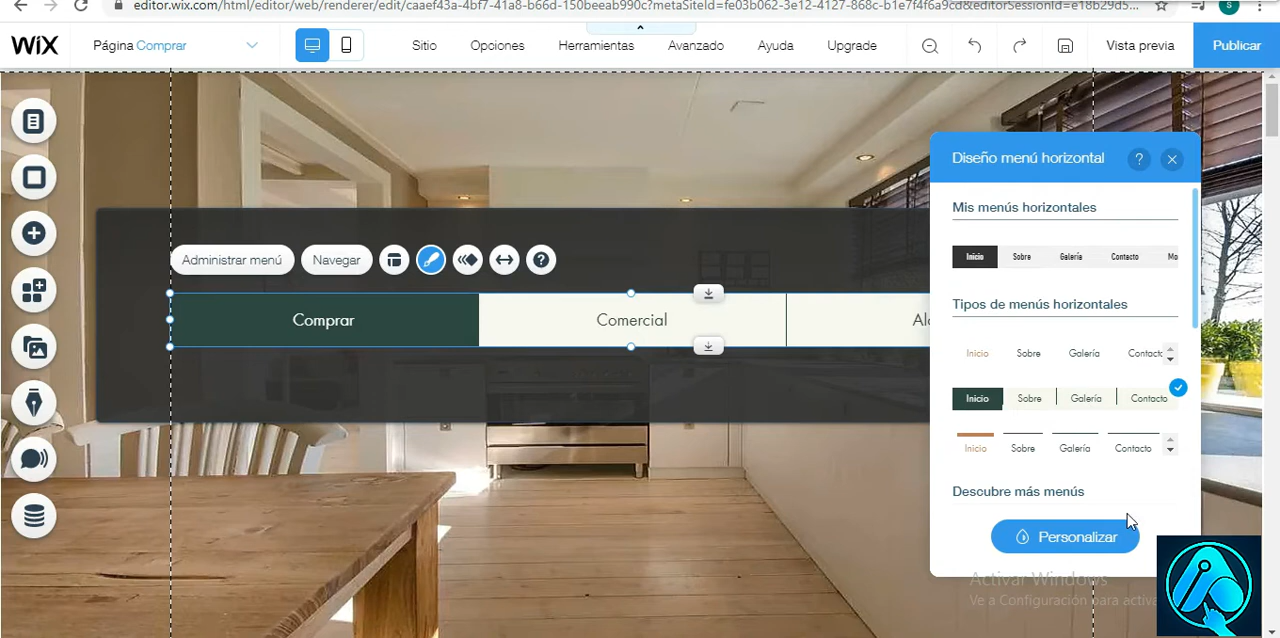 editor.wix.com/html/editor/web/renderer/edit/caaef43a-4bf7-41a8-b66d-150beeab990c?metaSiteId=fe03b062-3e12-4127-868c-b1e7f4f6a9cd&editorSessionId=e18b29d5...
S
WiX
Página Comprar
Sitio
Opciones
Herramientas
Avanzado
Ayuda
Upgrade
Vista previa
Publicar
Administrar menú
Navegar
?
Comprar
Comercial
Alq
Diseño menú horizontal
?
Mis menús horizontales
Inicio Sobre Galería Contacto Mo
Tipos de menús horizontales
Inicio Sobre Galería Contacto
Inicio Sobre Galería Contacto
Inicio Sobre Galería Contacto
Descubre más menús
Personalizar
Activar Windows
Ve a Configuración para activa